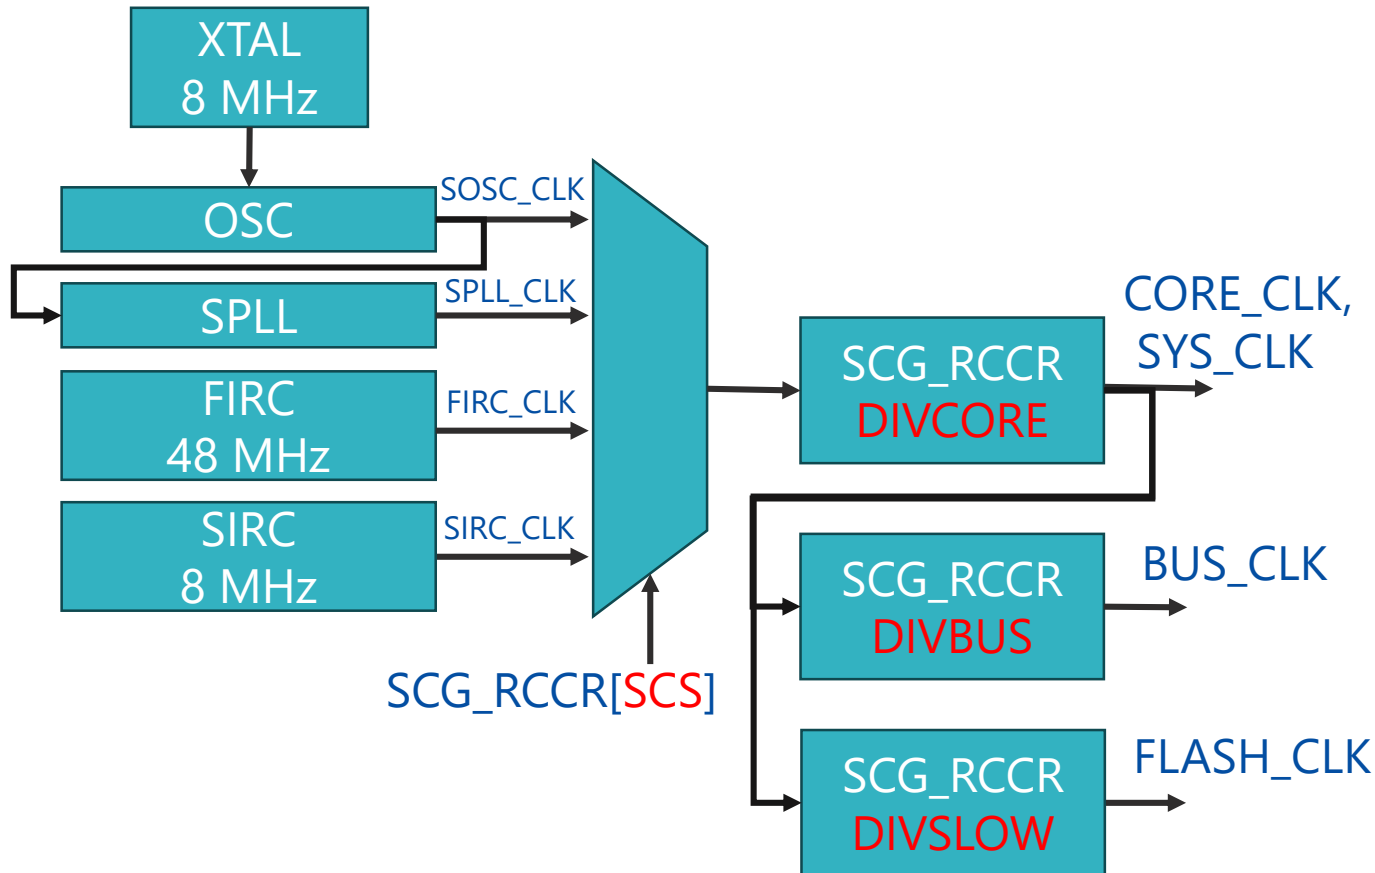 XTAL
8 MHz
OSC
SOSC_CLK
SPLL
SPLL_CLK
FIRC
48 MHz
FIRC_CLK
SIRC
8 MHz
SIRC_CLK
SCG_RCCR[SCS]
SCG_RCCR
DIVCORE
CORE_CLK,
SYS_CLK
SCG_RCCR
DIVBUS
BUS_CLK
SCG_RCCR
DIVSLOW
FLASH_CLK